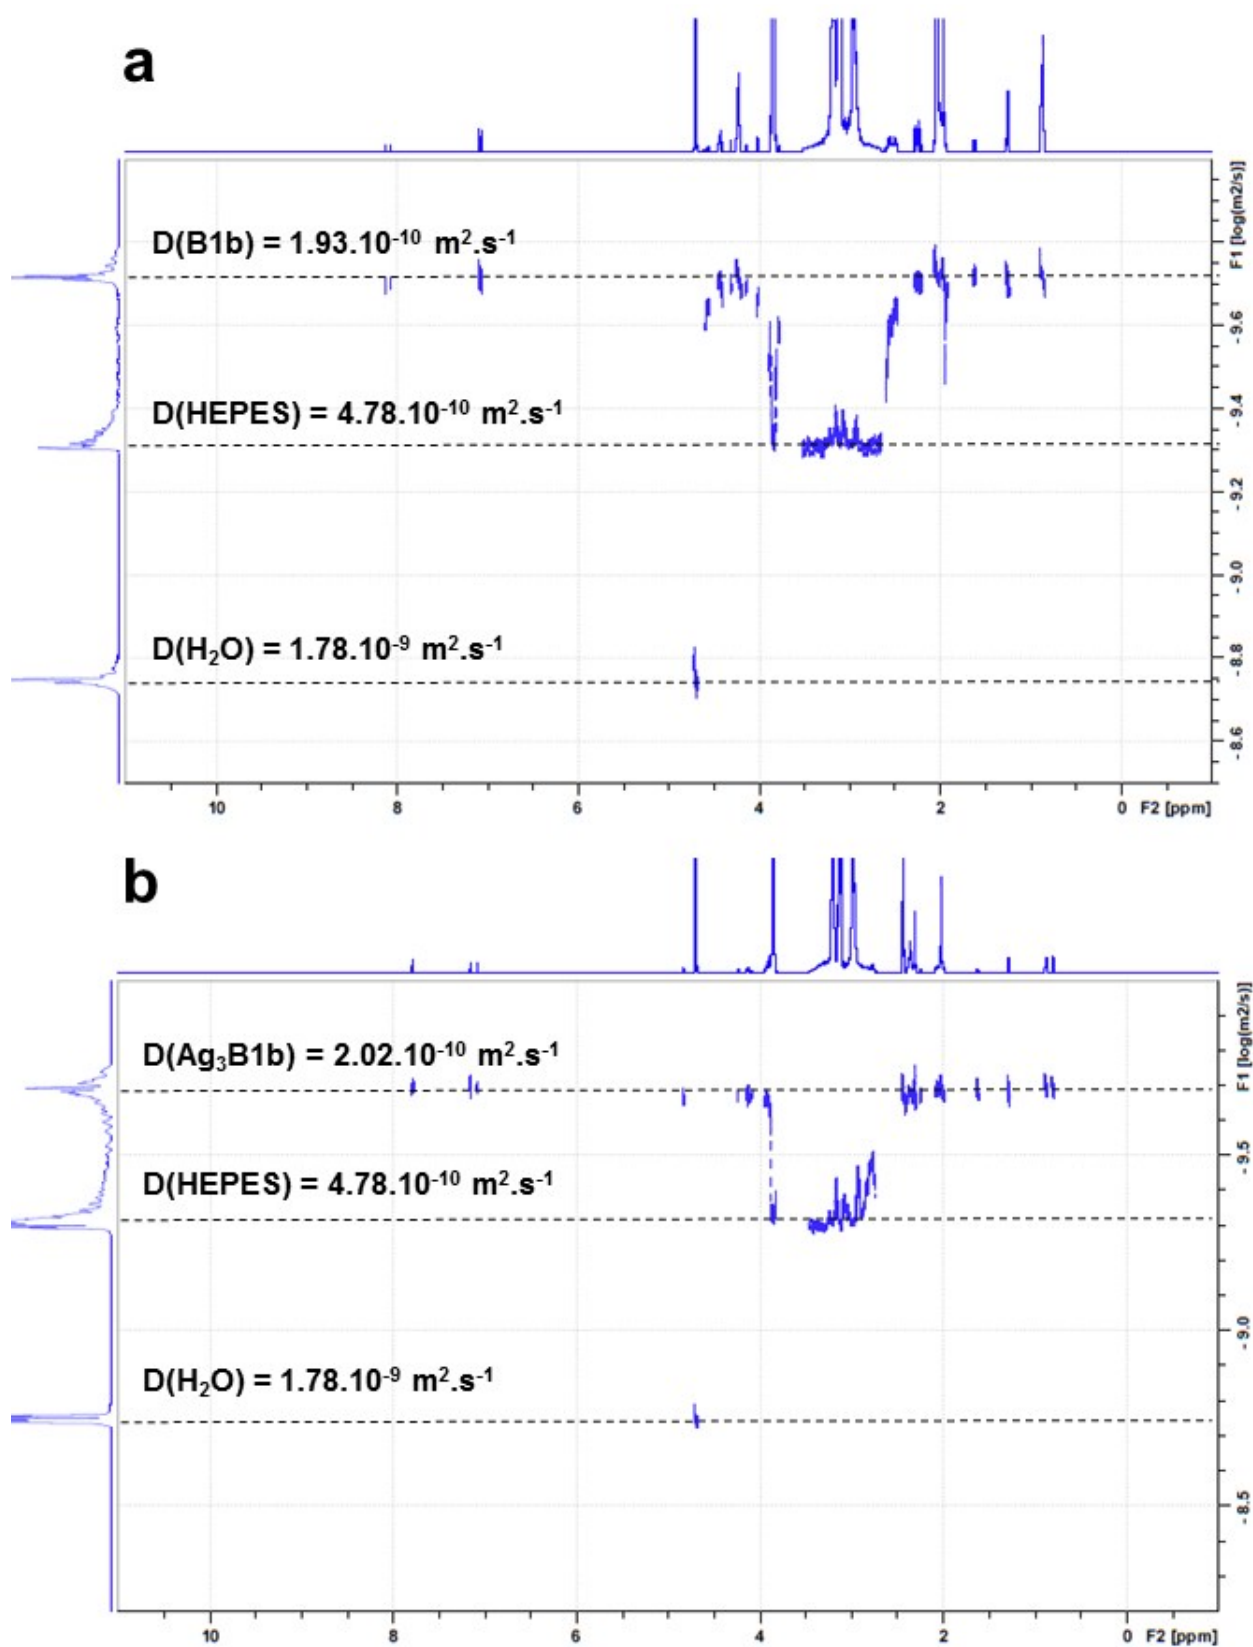 a
D(B1b) = 1.93.10⁻¹⁰ m².s⁻¹
D(HEPES) = 4.78.10⁻¹⁰ m².s⁻¹
D(H₂O) = 1.78.10⁻⁹ m².s⁻¹
F1 [log(m2/s)]
-9.6
-9.4
-9.2
-9.0
-8.8
-8.6
10 8 6 4 2 0 F2 [ppm]
b
D(Ag₃B1b) = 2.02.10⁻¹⁰ m².s⁻¹
D(HEPES) = 4.78.10⁻¹⁰ m².s⁻¹
D(H₂O) = 1.78.10⁻⁹ m².s⁻¹
F1 [log(m2/s)]
-9.5
-9.0
-8.5
10 8 6 4 2 0 F2 [ppm]